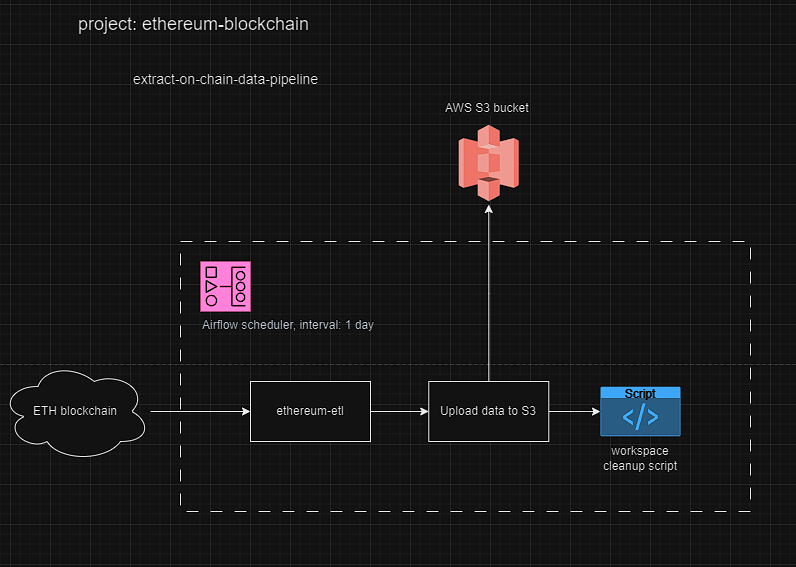 project: ethereum-blockchain
extract-on-chain-data-pipeline
AWS S3 bucket
Airflow scheduler, interval: 1 day
ETH blockchain
ethereum-etl
Upload data to S3
Script
</>
workspace
cleanup script